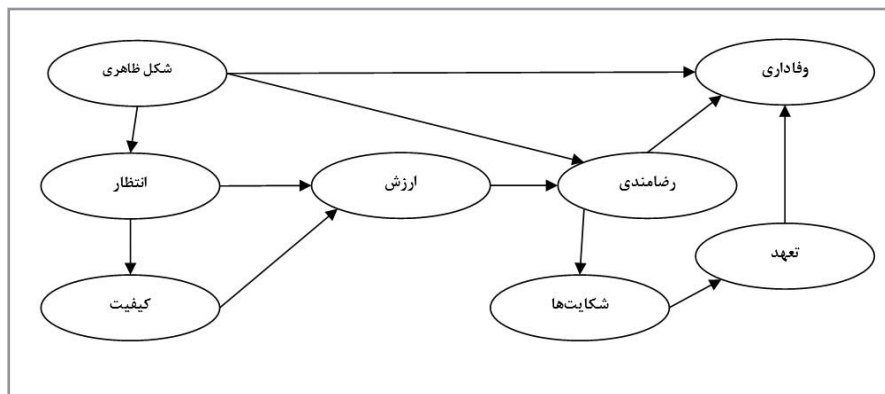 شکل ظاهری
وفاداری
انتظار
ارزش
رضامندی
تعهد
کیفیت
شکایت‌ها